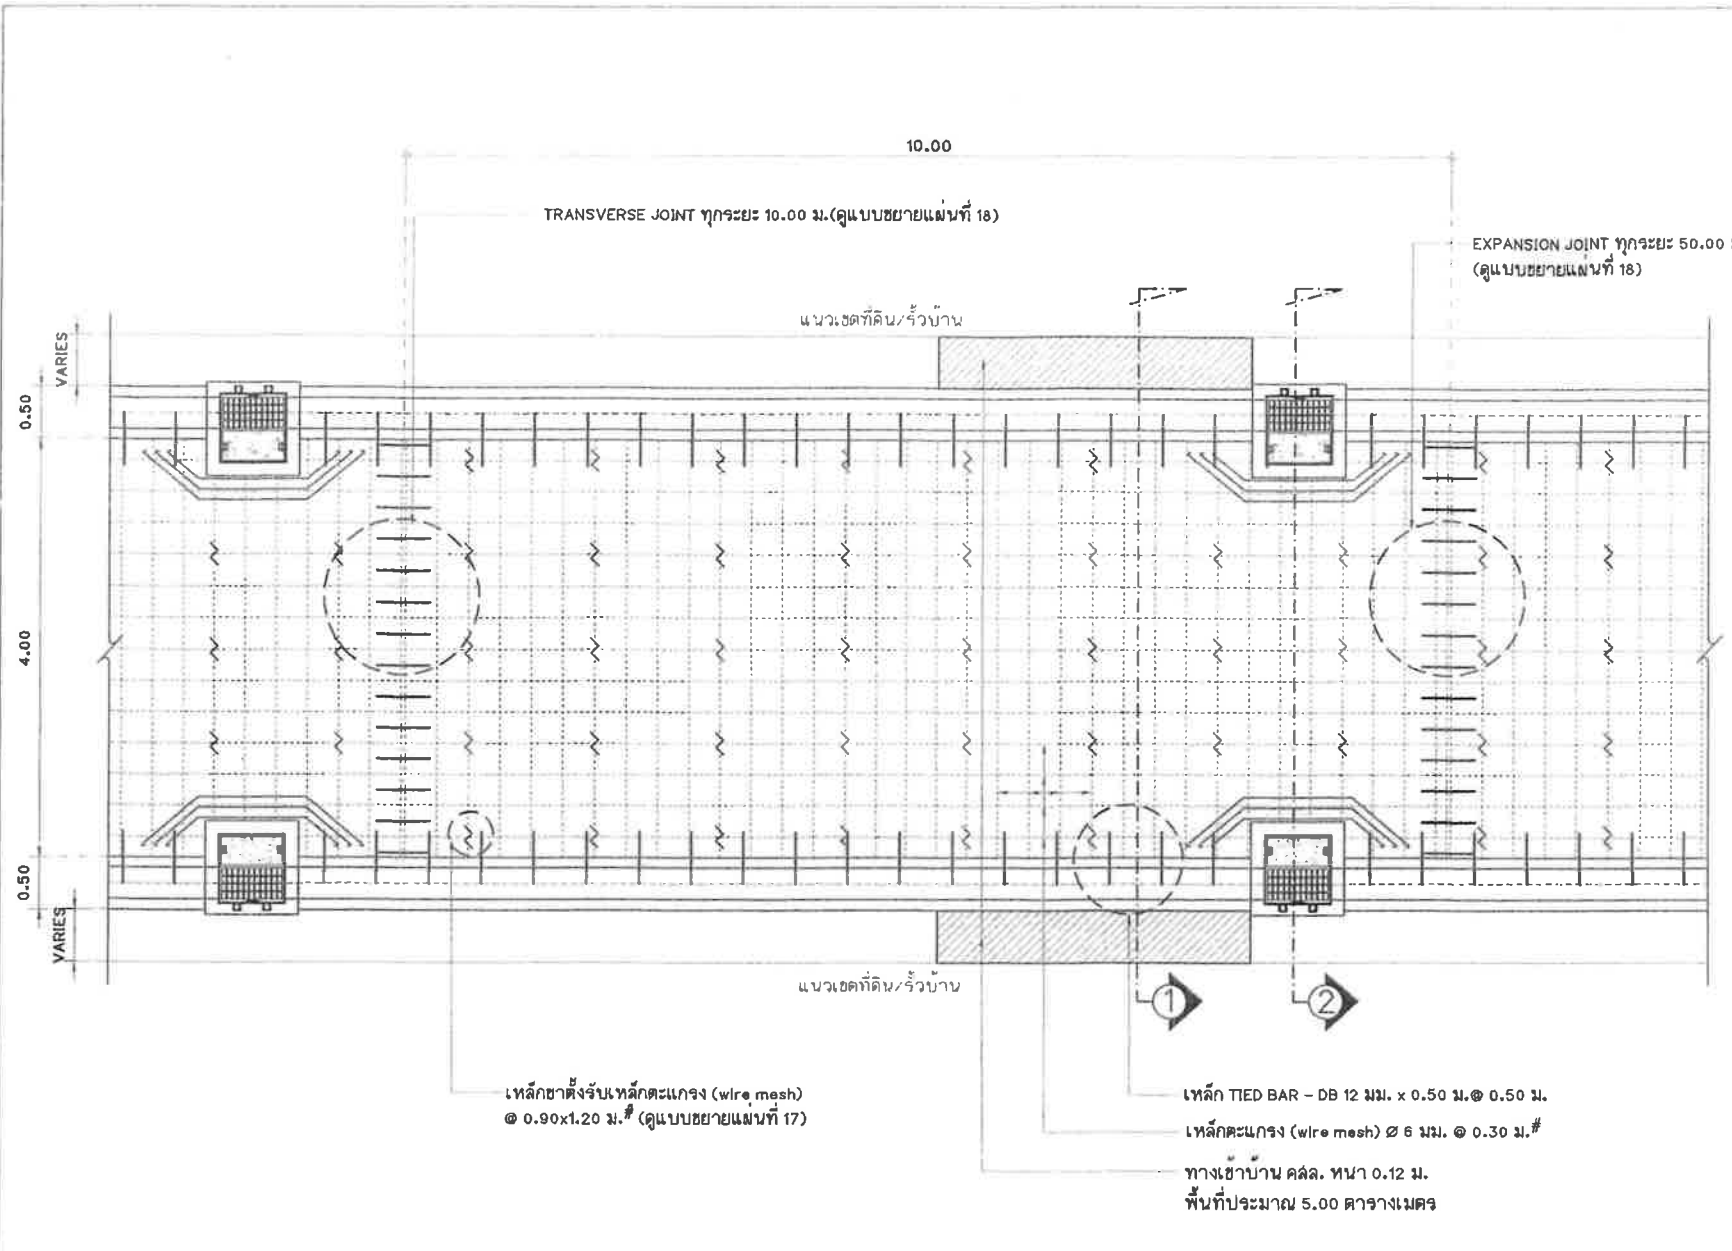 10.00
TRANSVERSE JOINT ทุกระยะ 10.00 ม.(ดูแบบขยายแผ่นที่ 18)
EXPANSION JOINT ทุกระยะ 50.00
(ดูแบบขยายแผ่นที่ 18)
แนวเขตที่ดิน/รั้วบ้าน
VARIES
0.50
4.00
0.50
VARIES
แนวเขตที่ดิน/รั้วบ้าน
1
2
เหล็กขาตั้งรับเหล็กตะแกรง (wire mesh)
@ 0.90x1.20 ม.# (ดูแบบขยายแผ่นที่ 17)
เหล็ก TIED BAR - DB 12 มม. x 0.50 ม.@ 0.50 ม.
เหล็กตะแกรง (wire mesh) Ø 6 มม. @ 0.30 ม.#
ทางเข้าบ้าน คสล. หนา 0.12 ม.
พื้นที่ประมาณ 5.00 ตารางเมตร